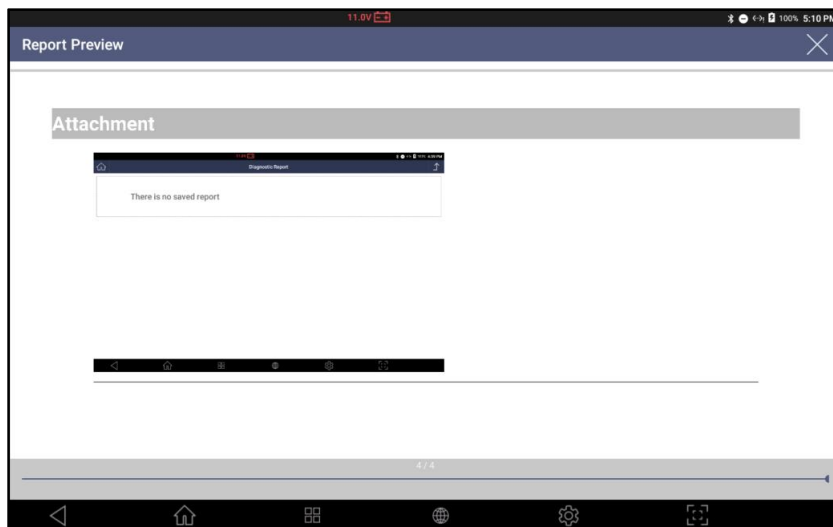 11.0V
100% 5:10 PM
Report Preview
Attachment
Diagnostic Report
There is no saved report
4 / 4